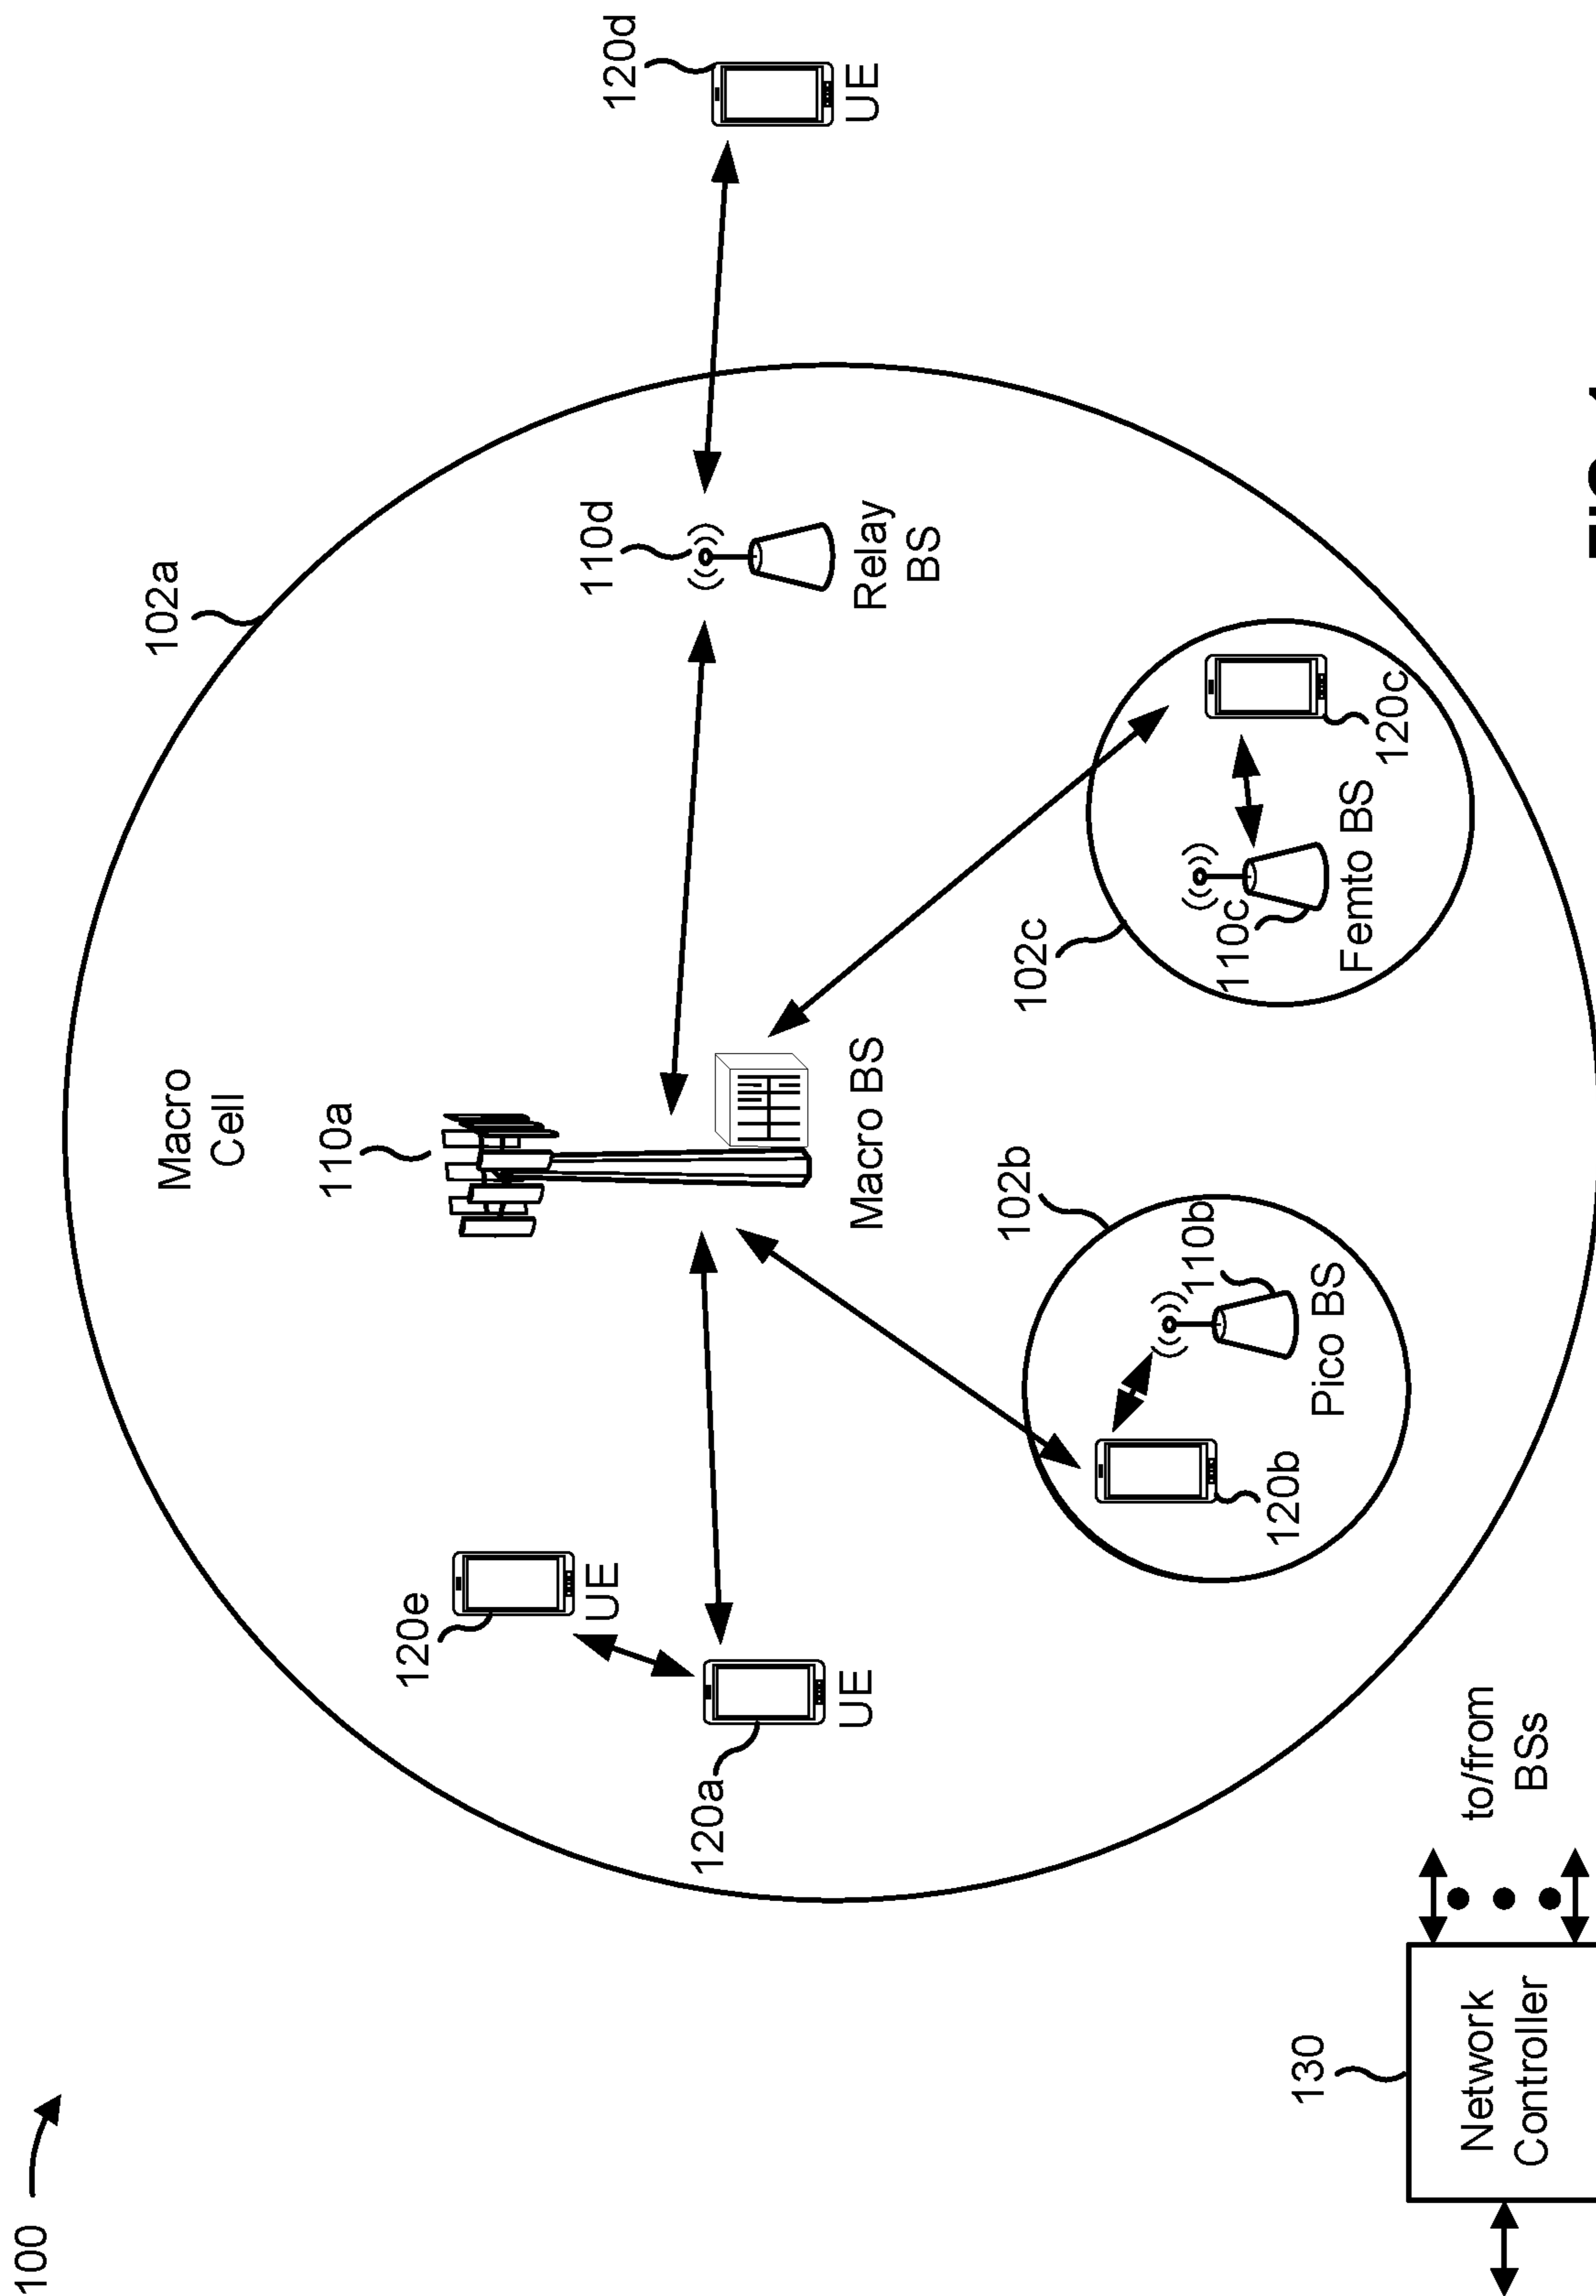 100
102a
Macro
Cell
110a
120d
UE
120e
UE
110d
Relay
BS
120a
UE
Macro BS
102b
102c
110b
110c
120b
Pico BS
120c
Femto BS
130
Network
Controller
to/from
BSs